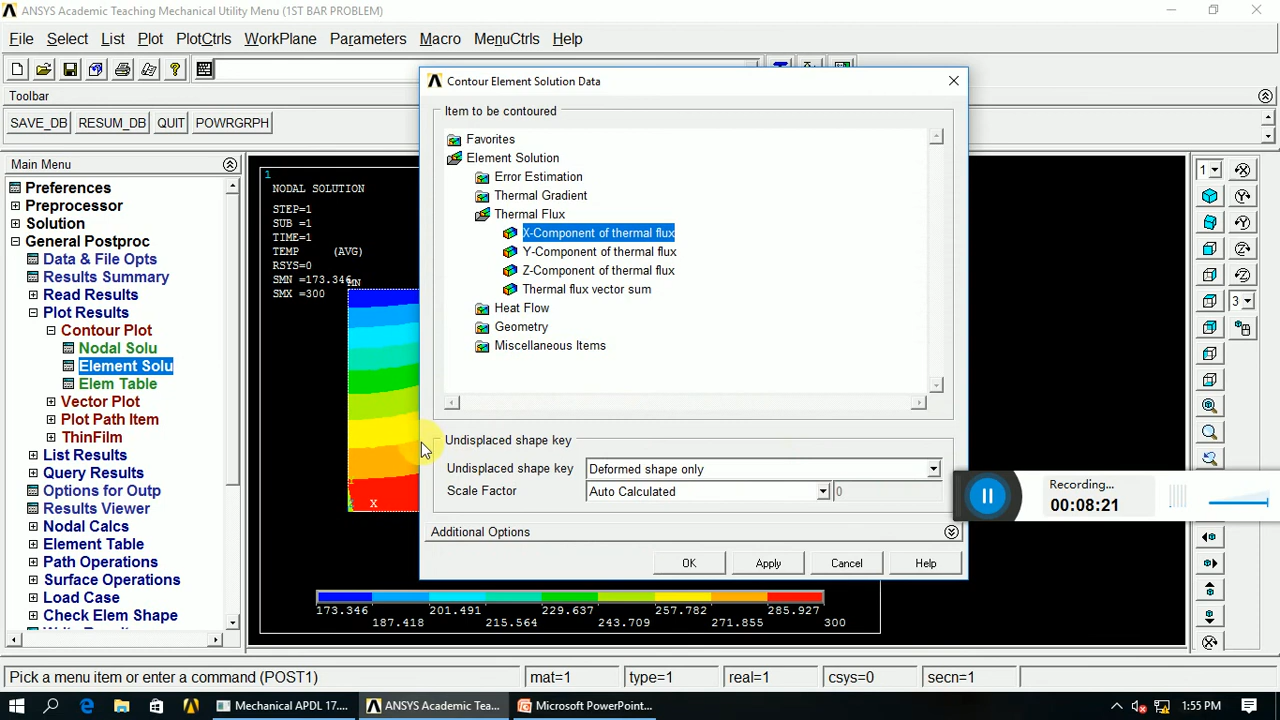 ANSYS Academic Teaching Mechanical Utility Menu (1ST BAR PROBLEM)
File Select List Plot PlotCtrls WorkPlane Parameters Macro MenuCtrls Help
Toolbar
SAVE_DB RESUM_DB QUIT POWRGRPH
Main Menu
Preferences
Preprocessor
Solution
General Postproc
Data & File Opts
Results Summary
Read Results
Plot Results
Contour Plot
Nodal Solu
Element Solu
Elem Table
Vector Plot
Plot Path Item
ThinFilm
List Results
Query Results
Options for Outp
Results Viewer
Nodal Calcs
Element Table
Path Operations
Surface Operations
Load Case
Check Elem Shape
1
NODAL SOLUTION
STEP=1
SUB =1
TIME=1
TEMP (AVG)
RSYS=0
SMN =173.346
SMX =300
MN
X
173.346 201.491 229.637 257.782 285.927
187.418 215.564 243.709 271.855 300
Contour Element Solution Data
Item to be contoured
Favorites
Element Solution
Error Estimation
Thermal Gradient
Thermal Flux
X-Component of thermal flux
Y-Component of thermal flux
Z-Component of thermal flux
Thermal flux vector sum
Heat Flow
Geometry
Miscellaneous Items
Undisplaced shape key
Undisplaced shape key Deformed shape only
Scale Factor Auto Calculated 0
Additional Options
OK Apply Cancel Help
1
3
Recording...
00:08:21
Pick a menu item or enter a command (POST1) mat=1 type=1 real=1 csys=0 secn=1
Mechanical APDL 17.... ANSYS Academic Tea... Microsoft PowerPoint... 1:55 PM